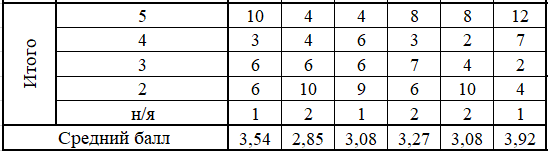 Итого
5 10 4 4 8 8 12
4 3 4 6 3 2 7
3 6 6 6 7 4 2
2 6 10 9 6 10 4
н/я 1 2 1 2 2 1
Средний балл 3,54 2,85 3,08 3,27 3,08 3,92